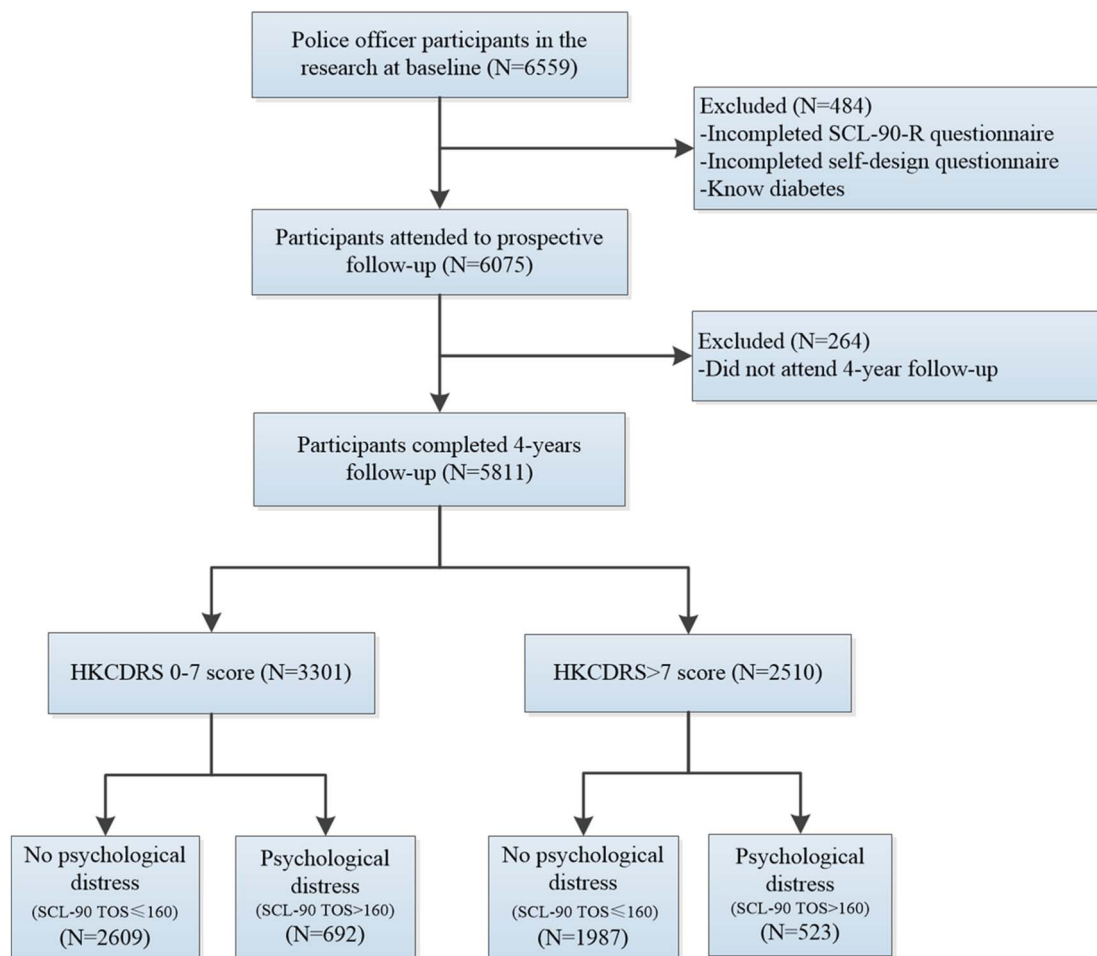 Police officer participants in the
research at baseline (N=6559)
Excluded (N=484)
-Incompleted SCL-90-R questionnaire
-Incompleted self-design questionnaire
-Know diabetes
Participants attended to prospective
follow-up (N=6075)
Excluded (N=264)
-Did not attend 4-year follow-up
Participants completed 4-years
follow-up (N=5811)
HKCDRS 0-7 score (N=3301)
HKCDRS>7 score (N=2510)
No psychological
distress
(SCL-90 TOS≤160)
(N=2609)
Psychological
distress
(SCL-90 TOS>160)
(N=692)
No psychological
distress
(SCL-90 TOS≤160)
(N=1987)
Psychological
distress
(SCL-90 TOS>160)
(N=523)